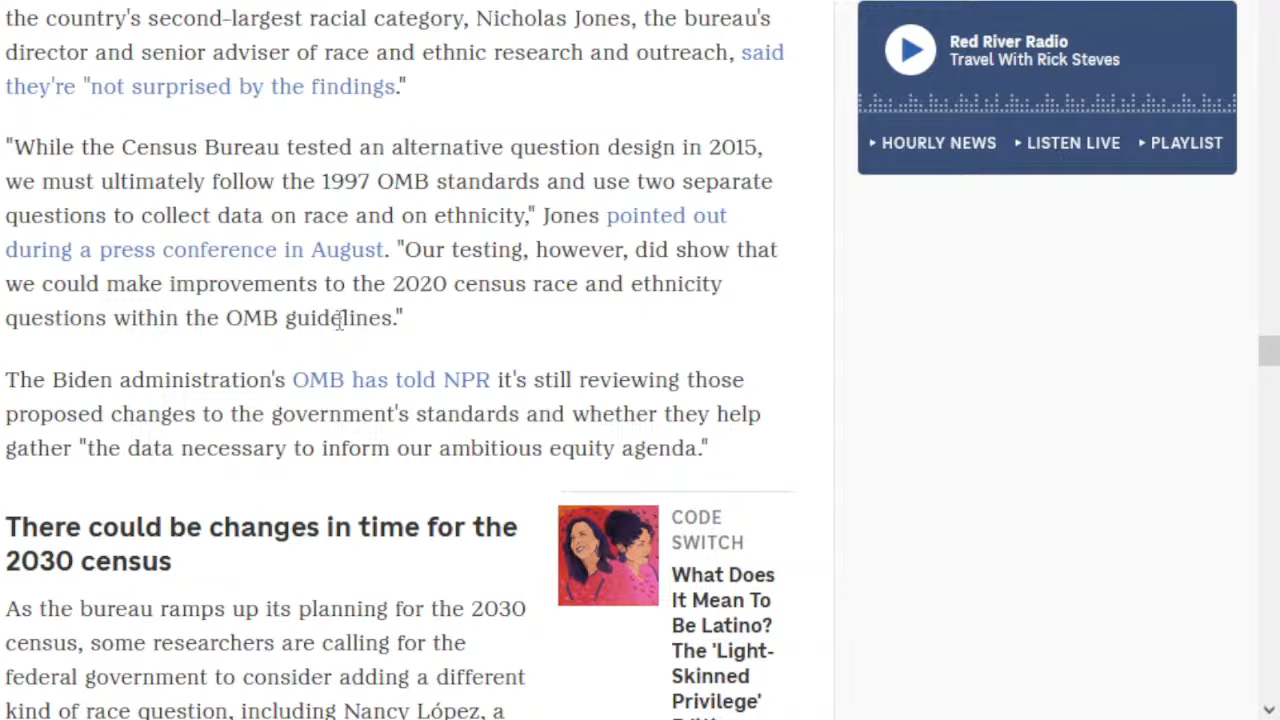 the country's second-largest racial category, Nicholas Jones, the bureau's
director and senior adviser of race and ethnic research and outreach, said
they're "not surprised by the findings."
"While the Census Bureau tested an alternative question design in 2015,
we must ultimately follow the 1997 OMB standards and use two separate
questions to collect data on race and on ethnicity," Jones pointed out
during a press conference in August. "Our testing, however, did show that
we could make improvements to the 2020 census race and ethnicity
questions within the OMB guidelines."
The Biden administration's OMB has told NPR it's still reviewing those
proposed changes to the government's standards and whether they help
gather "the data necessary to inform our ambitious equity agenda."
There could be changes in time for the
2030 census
As the bureau ramps up its planning for the 2030
census, some researchers are calling for the
federal government to consider adding a different
kind of race question, including Nancy López, a
CODE
SWITCH
What Does
It Mean To
Be Latino?
The 'Light-
Skinned
Privilege'
Red River Radio
Travel With Rick Steves
HOURLY NEWS
LISTEN LIVE
PLAYLIST